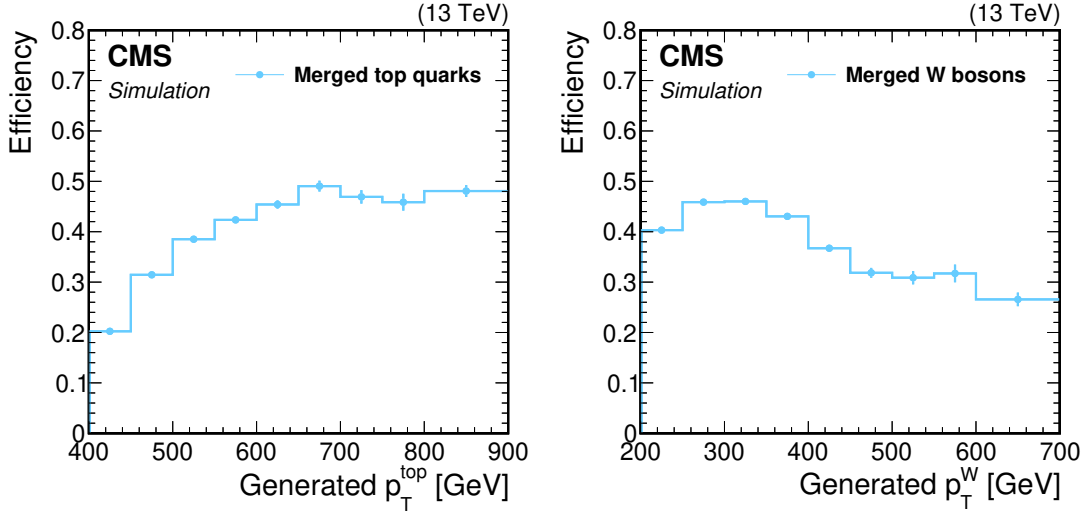 (13 TeV)
CMS
Simulation
Merged top quarks
Efficiency
0.8
0.7
0.6
0.5
0.4
0.3
0.2
0.1
0
400 500 600 700 800 900
Generated p_T^top [GeV]
(13 TeV)
CMS
Simulation
Merged W bosons
Efficiency
0.8
0.7
0.6
0.5
0.4
0.3
0.2
0.1
0
200 300 400 500 600 700
Generated p_T^W [GeV]